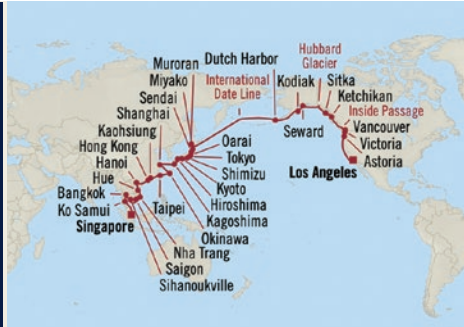 Muroran
Miyako
Sendai
Shanghai
Kaohsiung
Hong Kong
Hanoi
Hue
Bangkok
Ko Samui
Singapore
Dutch Harbor
International
Date Line
Hubbard
Glacier
Kodiak
Sitka
Ketchikan
Inside Passage
Seward
Vancouver
Victoria
Astoria
Los Angeles
Oarai
Tokyo
Shimizu
Kyoto
Hiroshima
Kagoshima
Okinawa
Taipei
Nha Trang
Saigon
Sihanoukville